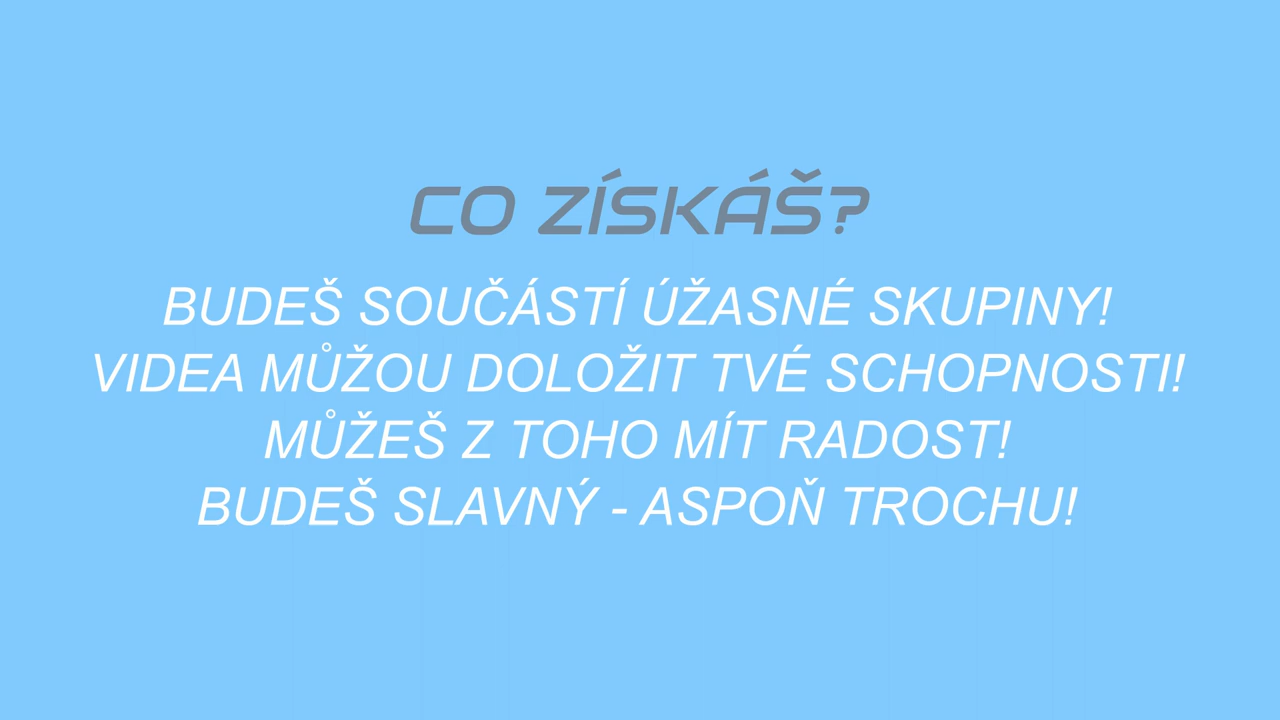 CO ZÍSKÁŠ?
BUDEŠ SOUČÁSTÍ ÚŽASNÉ SKUPINY!
VIDEA MŮŽOU DOLOŽIT TVÉ SCHOPNOSTI!
MŮŽEŠ Z TOHO MÍT RADOST!
BUDEŠ SLAVNÝ - ASPOŇ TROCHU!